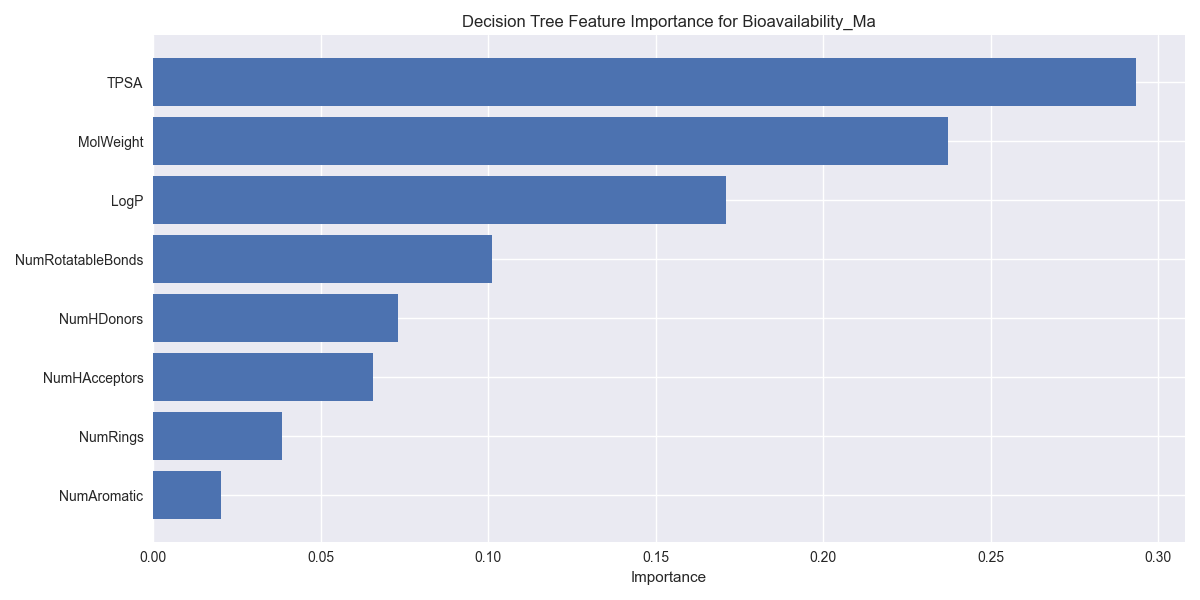 Decision Tree Feature Importance for Bioavailability_Ma
TPSA
MolWeight
LogP
NumRotatableBonds
NumHDonors
NumHAcceptors
NumRings
NumAromatic
0.00 0.05 0.10 0.15 0.20 0.25 0.30
Importance